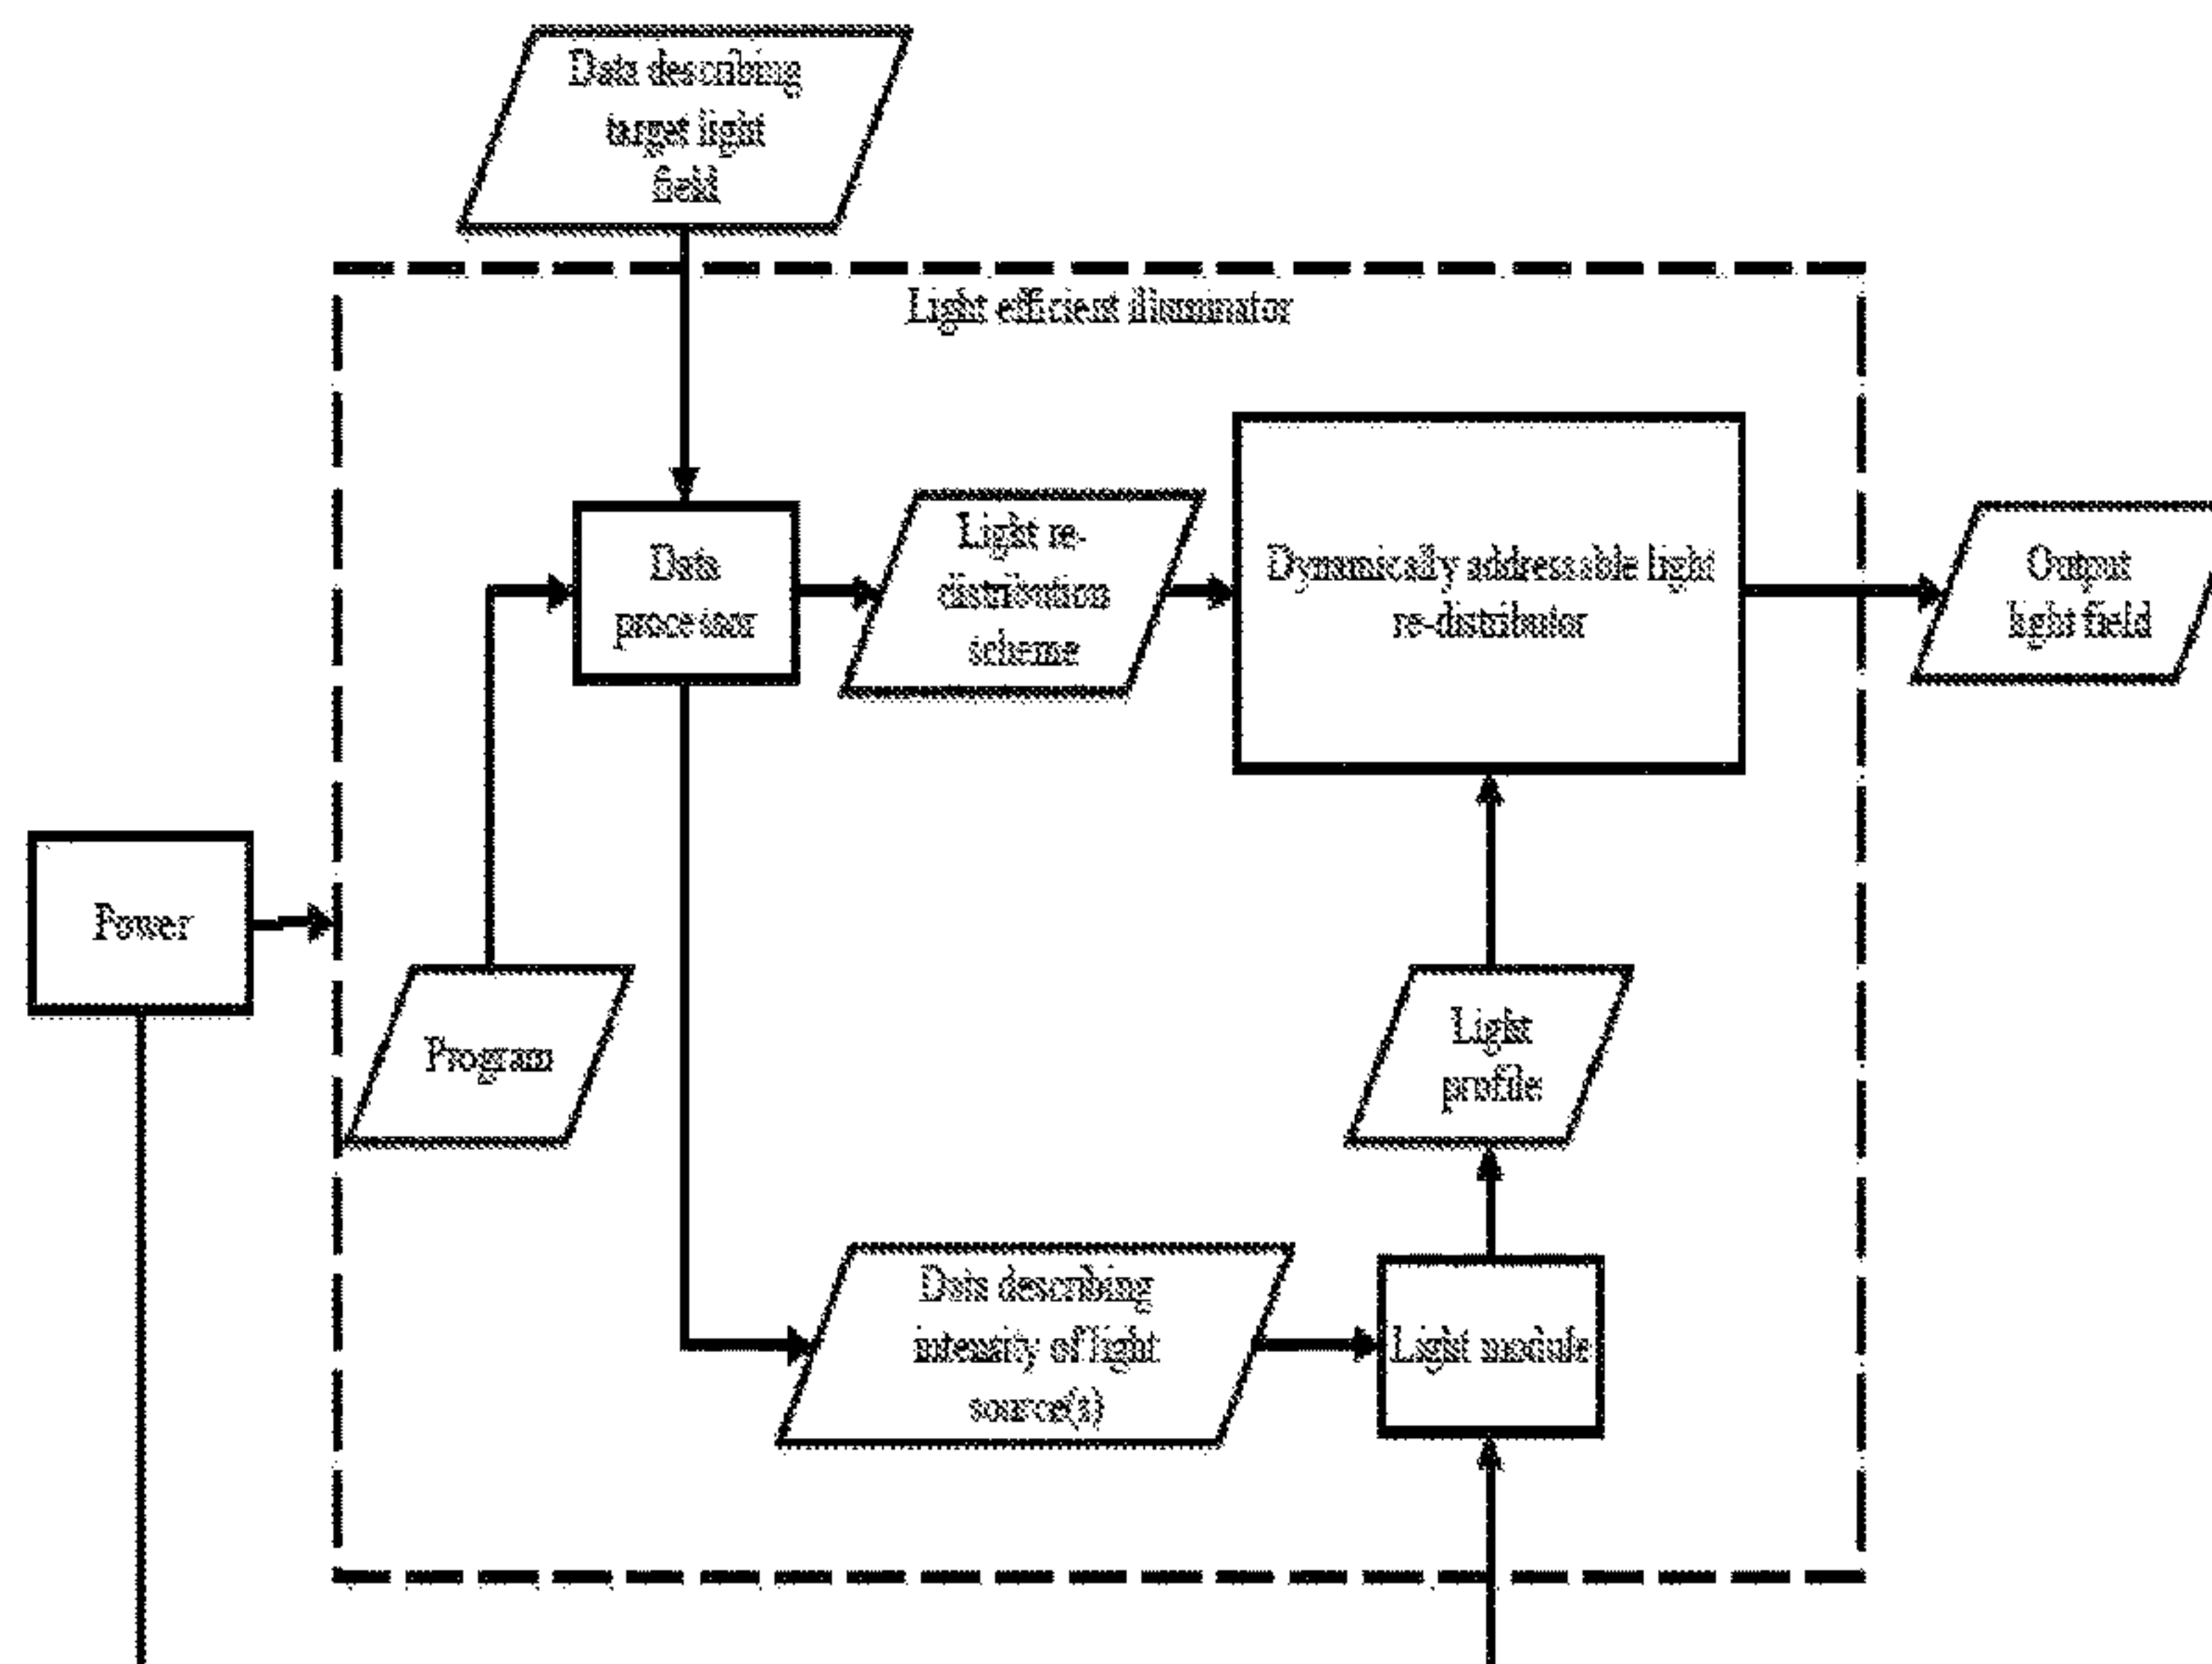 Data describing
target light
field
Light efficient illuminator
Data
processor
Light re-
distribution
scheme
Dynamically addressable light
re-distributor
Output
light field
Power
Program
Light
profile
Data describing
intensity of light
source(s)
Light module